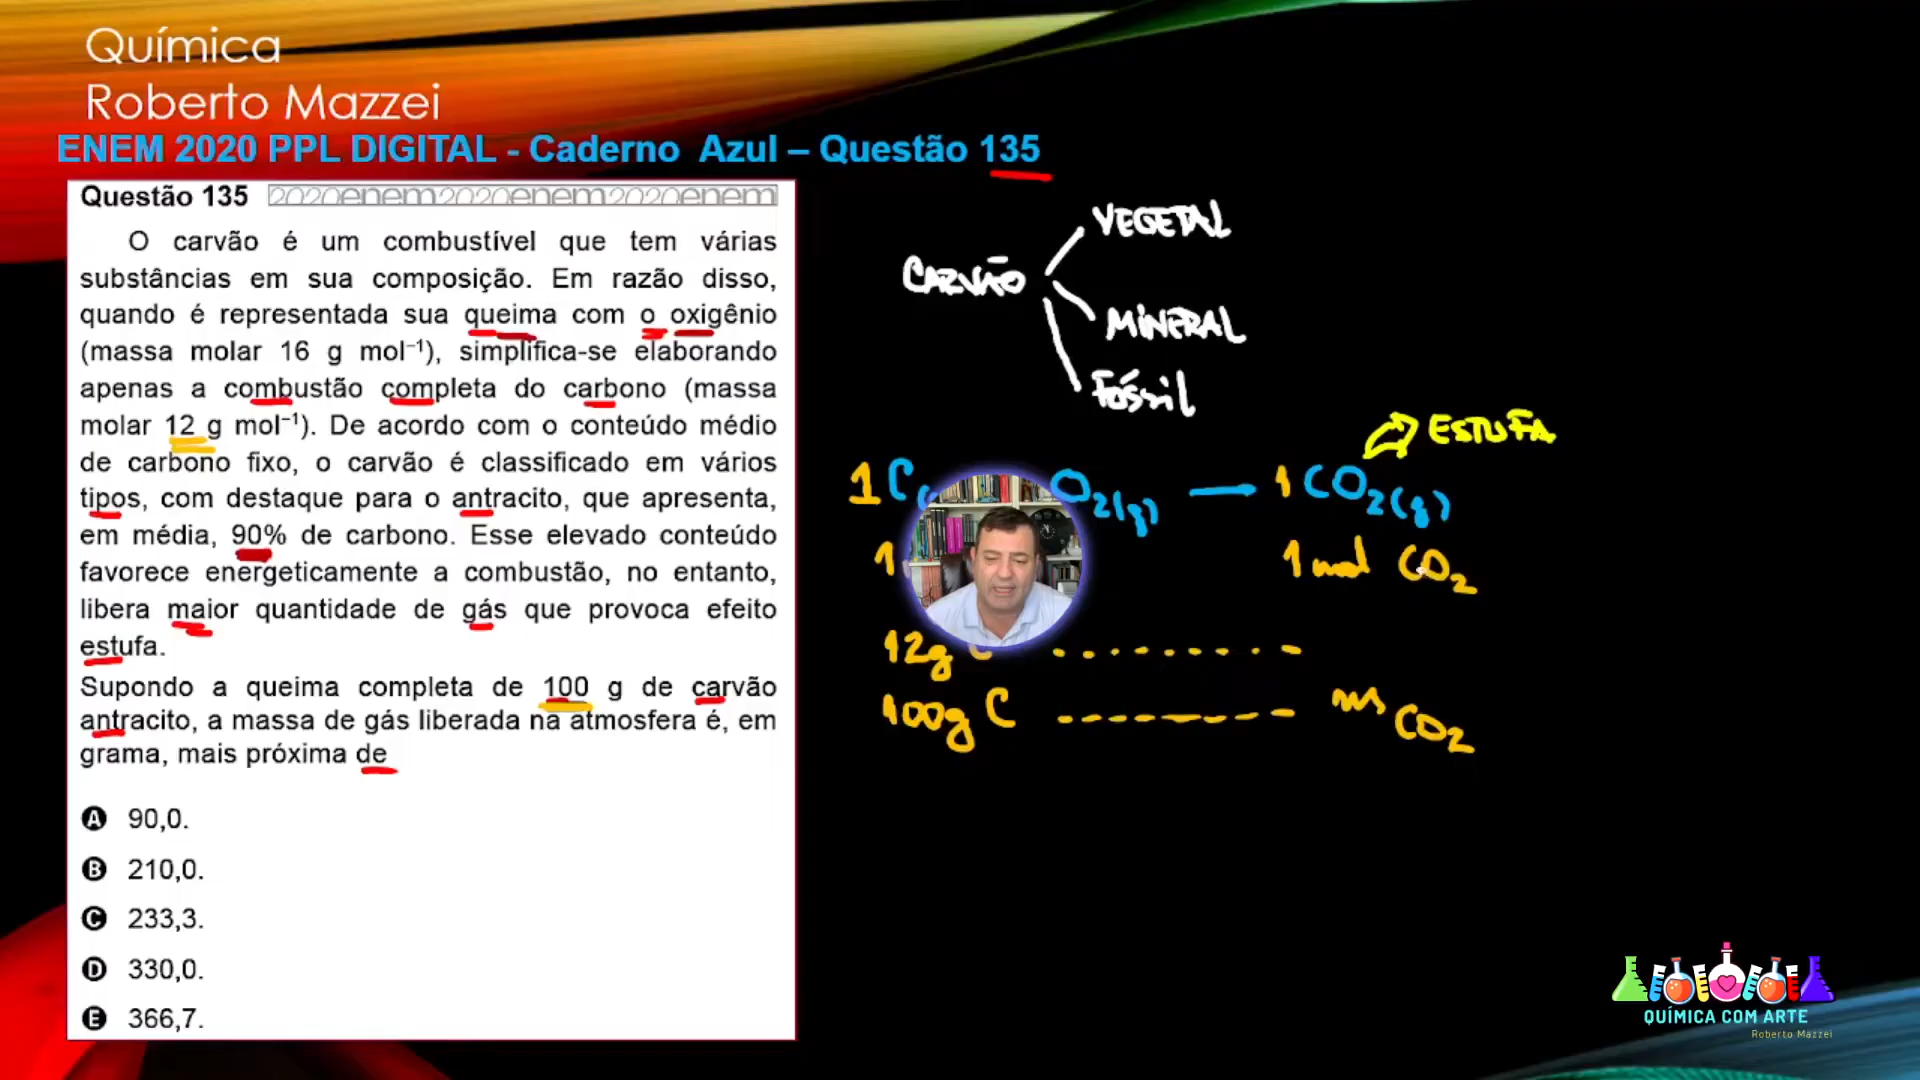 Química
Roberto Mazzei
ENEM 2020 PPL DIGITAL - Caderno Azul – Questão 135
Questão 135 2020enem2020enem2020enem
O carvão é um combustível que tem várias
substâncias em sua composição. Em razão disso,
quando é representada sua queima com o oxigênio
(massa molar 16 g mol⁻¹), simplifica-se elaborando
apenas a combustão completa do carbono (massa
molar 12 g mol⁻¹). De acordo com o conteúdo médio
de carbono fixo, o carvão é classificado em vários
tipos, com destaque para o antracito, que apresenta,
em média, 90% de carbono. Esse elevado conteúdo
favorece energeticamente a combustão, no entanto,
libera maior quantidade de gás que provoca efeito
estufa.
Supondo a queima completa de 100 g de carvão
antracito, a massa de gás liberada na atmosfera é, em
grama, mais próxima de
A 90,0.
B 210,0.
C 233,3.
D 330,0.
E 366,7.
VEGETAL
CARVÃO
MINERAL
FÓSSIL
ESTUFA
1 C O₂(g) → 1 CO₂(g)
1 1 mol CO₂
12g C ---------
100g C --------- CO₂
QUÍMICA COM ARTE
Roberto Mazzei